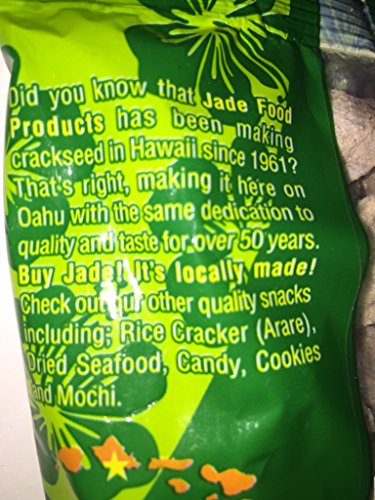 Did you know that Jade Food
Products has been making
crackseed in Hawaii since 1961?
That's right, making it here on
Oahu with the same dedication to
quality and taste for over 50 years.
Buy Jade! It's locally made!
Check out our other quality snacks
including; Rice Cracker (Arare),
Dried Seafood, Candy, Cookies
and Mochi.